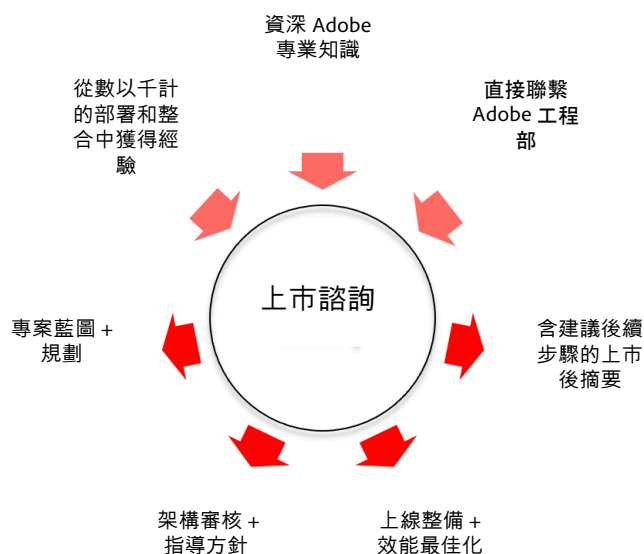 資深 Adobe
專業知識
從數以千計
的部署和整
合中獲得經
驗
直接聯繫
Adobe 工程
部
上市諮詢
專案藍圖 +
規劃
含建議後續
步驟的上市
後摘要
架構審核 +
指導方針
上線整備 +
效能最佳化